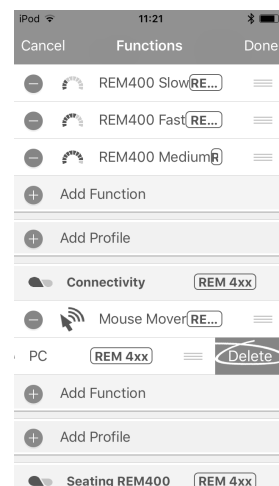 iPod 11:21
Cancel Functions Done
REM400 Slow RE...)
REM400 Fast RE...)
REM400 Medium R
Add Function
Add Profile
Connectivity REM 4xx)
Mouse Mover RE...)
PC REM 4xx) Delete
Add Function
Add Profile
Seating REM400 REM 4xx)